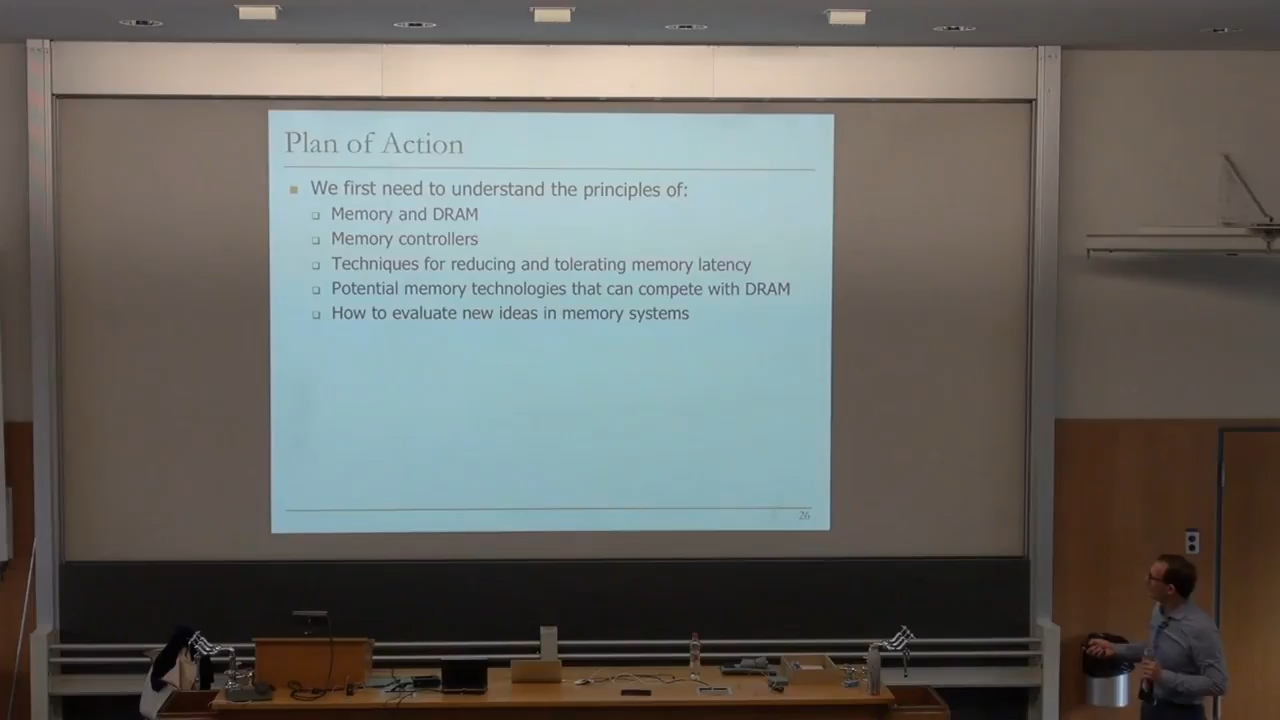 Plan of Action
We first need to understand the principles of:
Memory and DRAM
Memory controllers
Techniques for reducing and tolerating memory latency
Potential memory technologies that can compete with DRAM
How to evaluate new ideas in memory systems
26